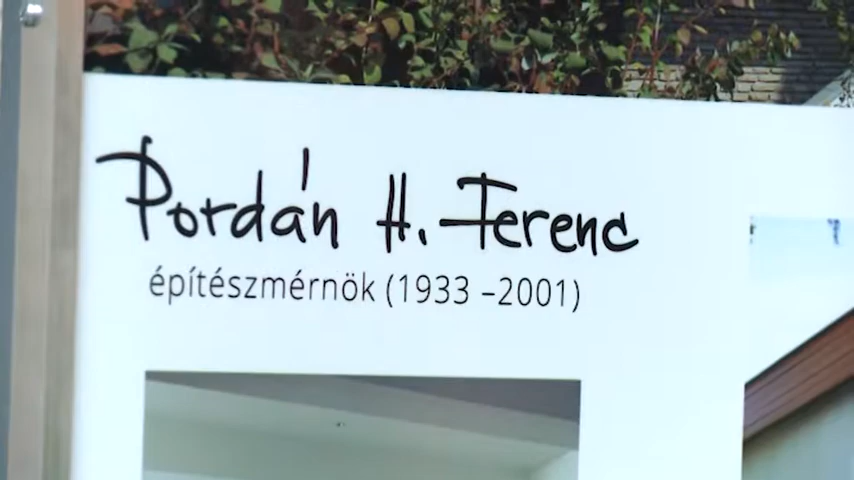 Pordán H. Ferenc
építészmérnök (1933 –2001)